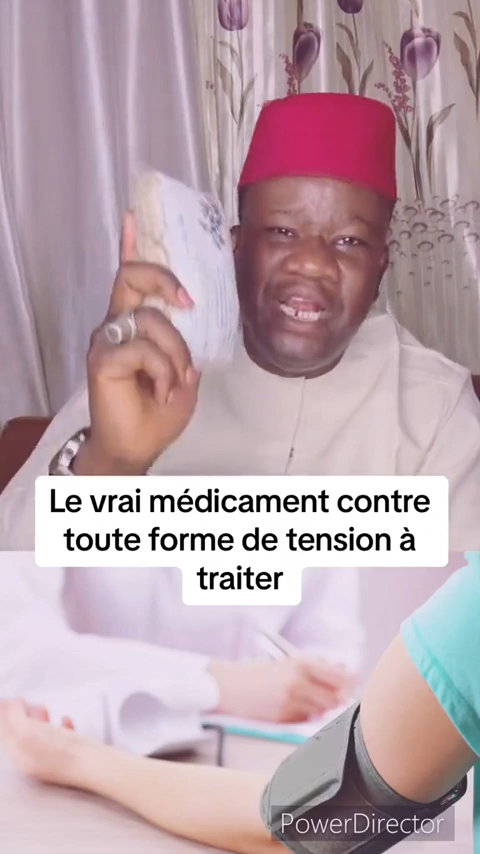 Le vrai médicament contre
toute forme de tension à
traiter
PowerDirector